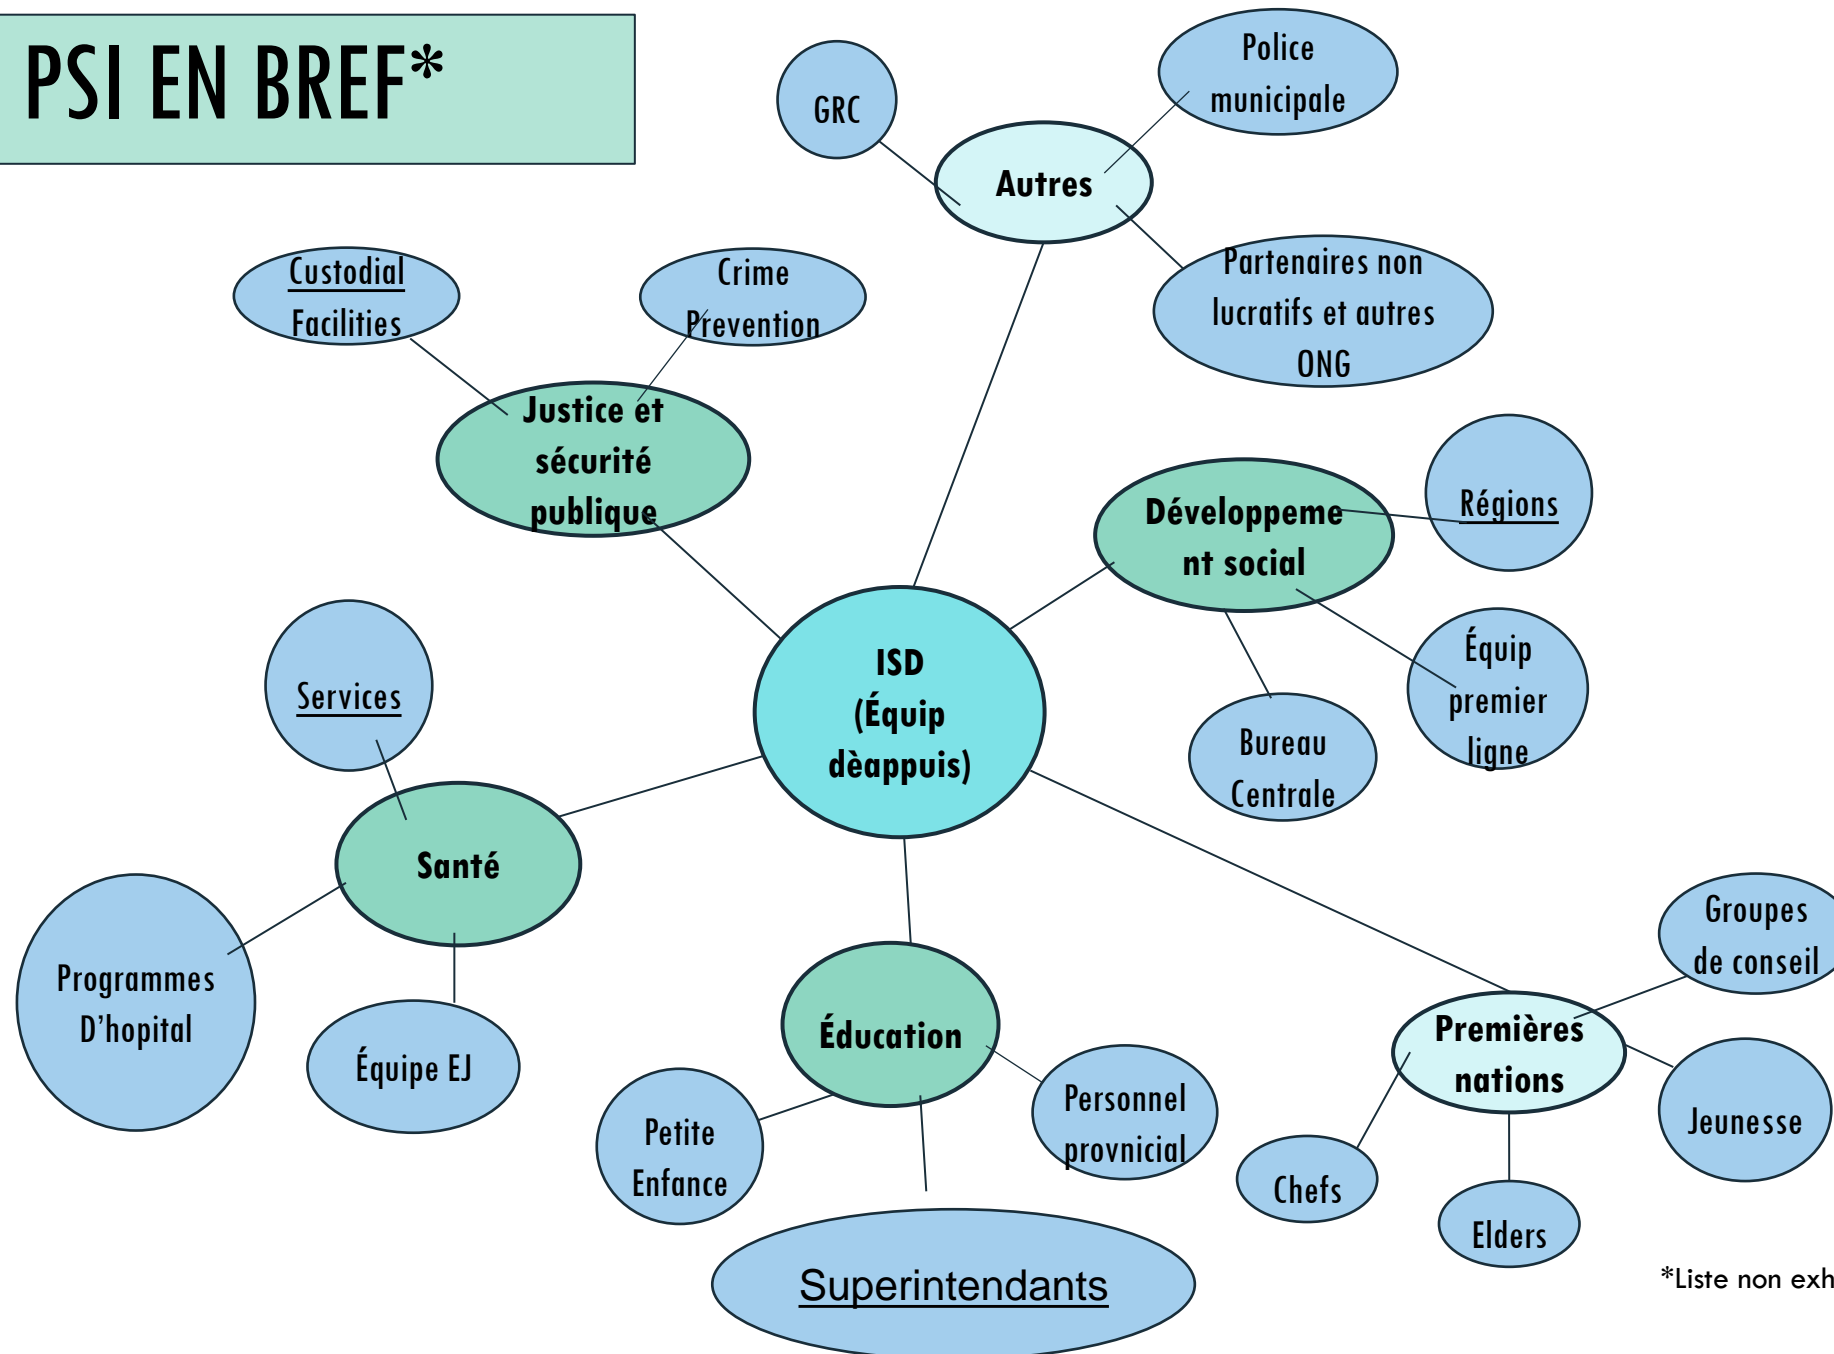 PSI EN BREF*
GRC
Police
municipale
Autres
Partenaires non
lucratifs et autres
ONG
Custodial
Facilities
Crime
Prevention
Justice et
sécurité
publique
Développeme
nt social
Régions
Équip
premier
ligne
Bureau
Centrale
ISD
(Équip
dèappuis)
Services
Santé
Programmes
D'hopital
Équipe EJ
Éducation
Petite
Enfance
Personnel
provnicial
Superintendants
Premières
nations
Groupes
de conseil
Jeunesse
Chefs
Elders
*Liste non exh